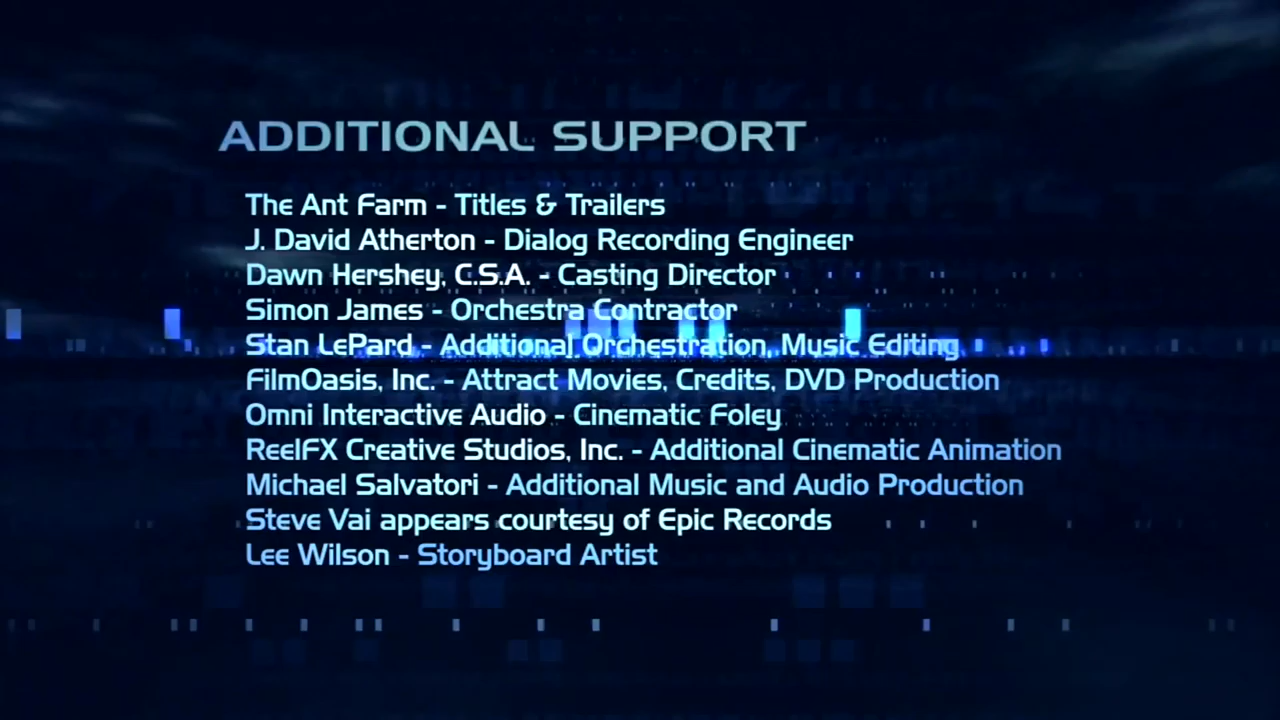 ADDITIONAL SUPPORT
The Ant Farm - Titles & Trailers
J. David Atherton - Dialog Recording Engineer
Dawn Hershey, C.S.A. - Casting Director
Simon James - Orchestra Contractor
Stan LePard - Additional Orchestration, Music Editing
FilmOasis, Inc. - Attract Movies, Credits, DVD Production
Omni Interactive Audio - Cinematic Foley
ReelFX Creative Studios, Inc. - Additional Cinematic Animation
Michael Salvatori - Additional Music and Audio Production
Steve Vai appears courtesy of Epic Records
Lee Wilson - Storyboard Artist